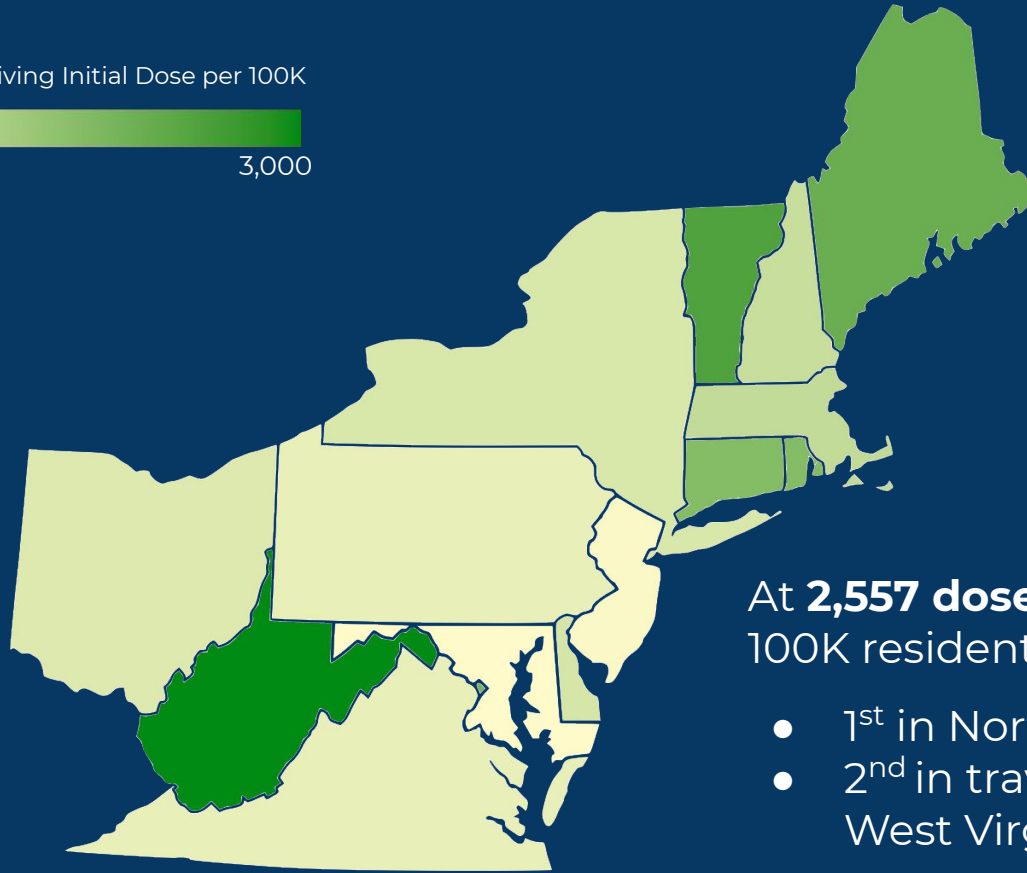 iving Initial Dose per 100K
3,000
At 2,557 dose
100K resident
● 1st in Nor
● 2nd in tra
West Virg